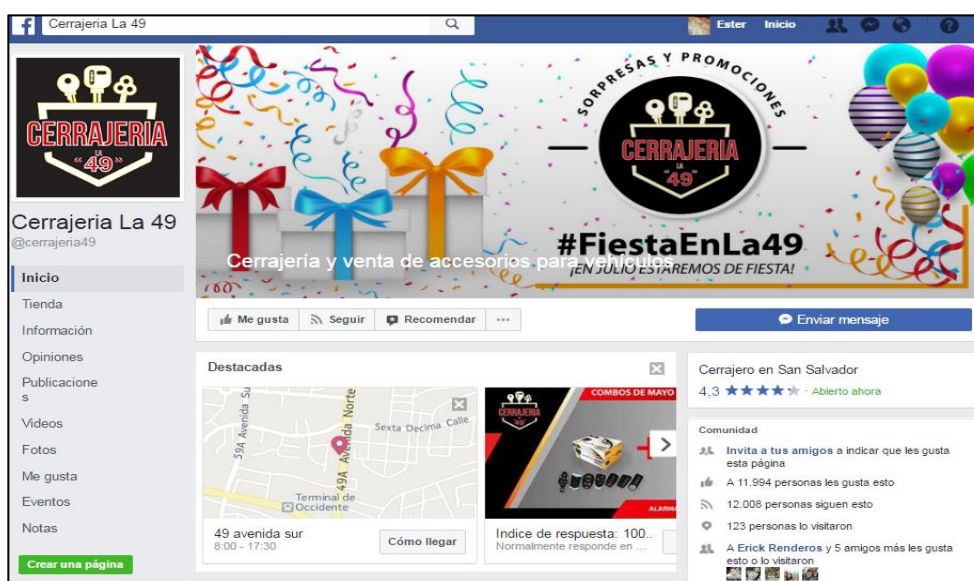 Cerrajeria La 49
Ester Inicio
CERRAJERIA
LA
"49"
SORPRESAS Y PROMOCIONES
CERRAJERIA
LA
"49"
#FiestaEnLa49
¡EN JULIO ESTAREMOS DE FIESTA!
Cerrajería y venta de accesorios para vehículos
Cerrajeria La 49
@cerrajeria49
Inicio
Tienda
Información
Opiniones
Publicacione
s
Videos
Fotos
Me gusta
Eventos
Notas
Crear una página
Me gusta Seguir Recomendar ...
Enviar mensaje
Destacadas
59A Avenida Su
49A Avenida Norte
Sexta Decima Calle
Terminal de
Occidente
49 avenida sur
8:00 - 17:30
Cómo llegar
CERRAJERIA
"49"
COMBOS DE MAYO
ALARMA
Indice de respuesta: 100..
Normalmente responde en ...
Cerrajero en San Salvador
4,3 ★★★★★ · Abierto ahora
Comunidad
Invita a tus amigos a indicar que les gusta
esta página
A 11.994 personas les gusta esto
12.008 personas siguen esto
123 personas lo visitaron
A Erick Renderos y 5 amigos más les gusta
esto o lo visitaron